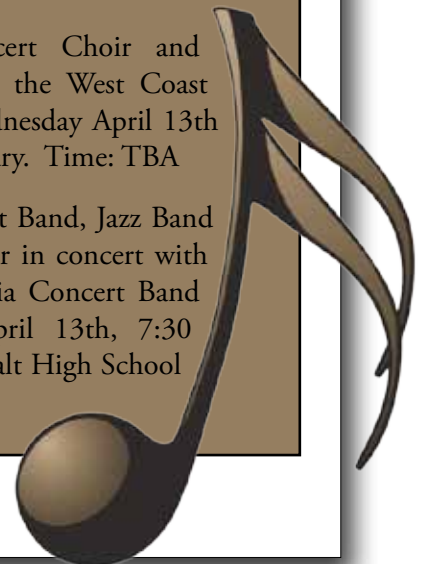 cert Choir and
the West Coast
dnesday April 13th
ry. Time: TBA
t Band, Jazz Band
r in concert with
ia Concert Band
pril 13th, 7:30
alt High School